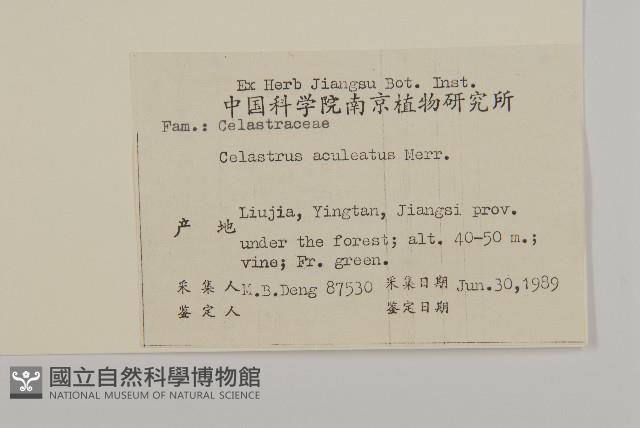 Ex Herb Jiangsu Bot. Inst.
中国科学院南京植物研究所
Fam.: Celastraceae
Celastrus aculeatus Merr.
产 地 Liujia, Yingtan, Jiangsi prov.
under the forest; alt. 40-50 m.;
vine; Fr. green.
采集人 M.B.Deng 87530 采集日期 Jun.30,1989
鉴定人 鉴定日期
國立自然科學博物館
NATIONAL MUSEUM OF NATURAL SCIENCE